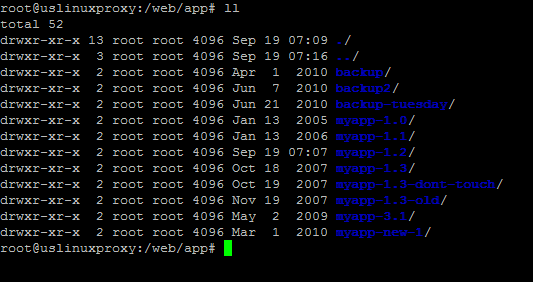 root@uslinuxproxy:/web/app# ll
total 52
drwxr-xr-x 13 root root 4096 Sep 19 07:09 ./
drwxr-xr-x  3 root root 4096 Sep 19 07:16 ../
drwxr-xr-x  2 root root 4096 Apr  1  2010 backup/
drwxr-xr-x  2 root root 4096 Jun  7  2010 backup2/
drwxr-xr-x  2 root root 4096 Jun 21  2010 backup-tuesday/
drwxr-xr-x  2 root root 4096 Jan 13  2005 myapp-1.0/
drwxr-xr-x  2 root root 4096 Jan 13  2006 myapp-1.1/
drwxr-xr-x  2 root root 4096 Sep 19 07:07 myapp-1.2/
drwxr-xr-x  2 root root 4096 Oct 18  2007 myapp-1.3/
drwxr-xr-x  2 root root 4096 Oct 19  2007 myapp-1.3-dont-touch/
drwxr-xr-x  2 root root 4096 Nov 19  2007 myapp-1.3-old/
drwxr-xr-x  2 root root 4096 May  2  2009 myapp-3.1/
drwxr-xr-x  2 root root 4096 Mar  1  2010 myapp-new-1/
root@uslinuxproxy:/web/app#